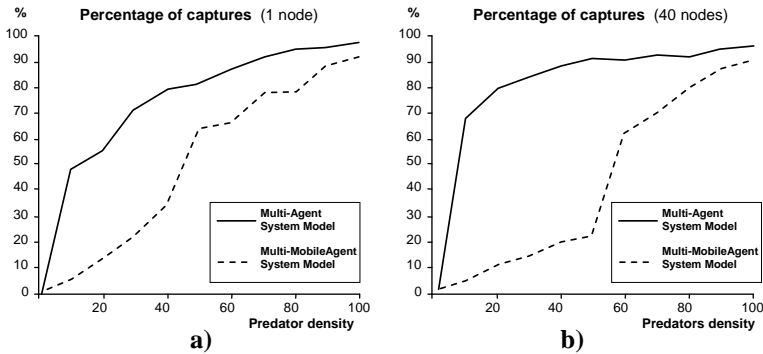 Percentage of captures (1 node)
%
100
90
80
70
60
50
40
30
20
10
0
20
40
60
80
100
Multi-Agent
System Model
Multi-MobileAgent
System Model
Predator density
a)
Percentage of captures (40 nodes)
%
100
90
80
70
60
50
40
30
20
10
0
20
40
60
80
100
Multi-Agent
System Model
Multi-MobileAgent
System Model
Predators density
b)